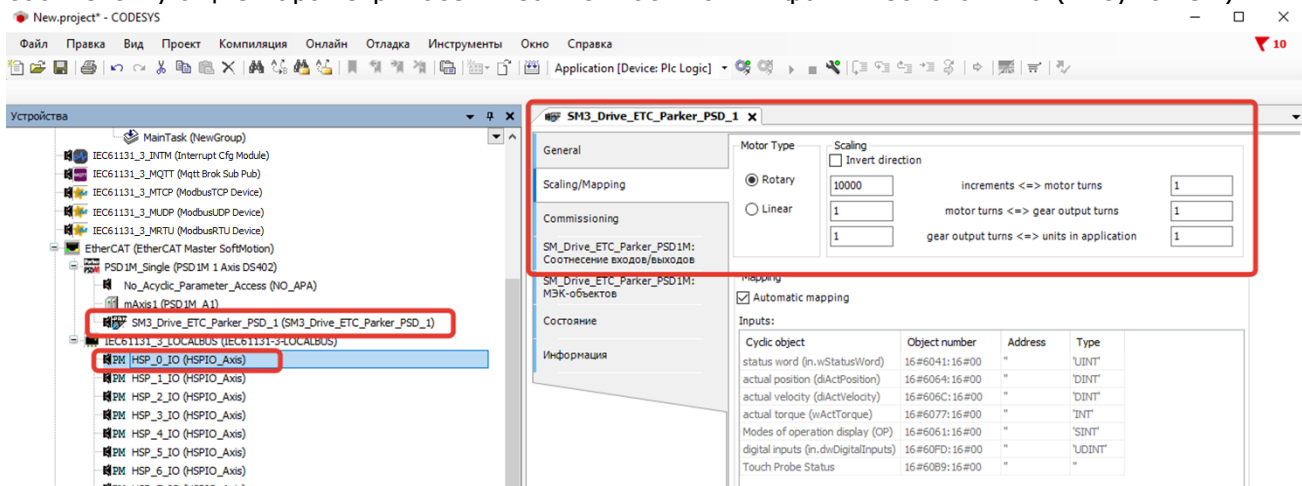 New.project* - CODESYS
Файл Правка Вид Проект Компиляция Онлайн Отладка Инструменты Окно Справка
10
Application [Device: Plc Logic]
Устройства
MainTask (NewGroup)
IEC61131_3_INTM (Interrupt Cfg Module)
IEC61131_3_MQTT (Mqtt Brok Sub Pub)
IEC61131_3_MTCP (ModbusTCP Device)
IEC61131_3_MUDP (ModbusUDP Device)
IEC61131_3_MRTU (ModbusRTU Device)
EtherCAT (EtherCAT Master SoftMotion)
PSD1M_Single (PSD1M 1 Axis DS402)
No_Acyclic_Parameter_Access (NO_APA)
mAxis1 (PSD1M_A1)
SM3_Drive_ETC_Parker_PSD_1 (SM3_Drive_ETC_Parker_PSD_1)
IEC61131_3_LOCALBUS (IEC61131-3-LOCALBUS)
HSP_0_IO (HSPIO_Axis)
HSP_1_IO (HSPIO_Axis)
HSP_2_IO (HSPIO_Axis)
HSP_3_IO (HSPIO_Axis)
HSP_4_IO (HSPIO_Axis)
HSP_5_IO (HSPIO_Axis)
HSP_6_IO (HSPIO_Axis)
SM3_Drive_ETC_Parker_PSD_1
General
Scaling/Mapping
Commissioning
SM_Drive_ETC_Parker_PSD1M:
Соотнесение входов/выходов
SM_Drive_ETC_Parker_PSD1M:
МЭК-объектов
Состояние
Информация
Motor Type
Rotary
Linear
Scaling
Invert direction
10000 increments <=> motor turns 1
1 motor turns <=> gear output turns 1
1 gear output turns <=> units in application 1
Mapping
Automatic mapping
Inputs:
Cyclic object Object number Address Type
status word (in.wStatusWord) 16#6041:16#00 '' 'UINT'
actual position (diActPosition) 16#6064:16#00 '' 'DINT'
actual velocity (diActVelocity) 16#606C:16#00 '' 'DINT'
actual torque (wActTorque) 16#6077:16#00 '' 'INT'
Modes of operation display (OP) 16#6061:16#00 '' 'SINT'
digital inputs (in.dwDigitalInputs) 16#60FD:16#00 '' 'UDINT'
Touch Probe Status 16#60B9:16#00 '' ''